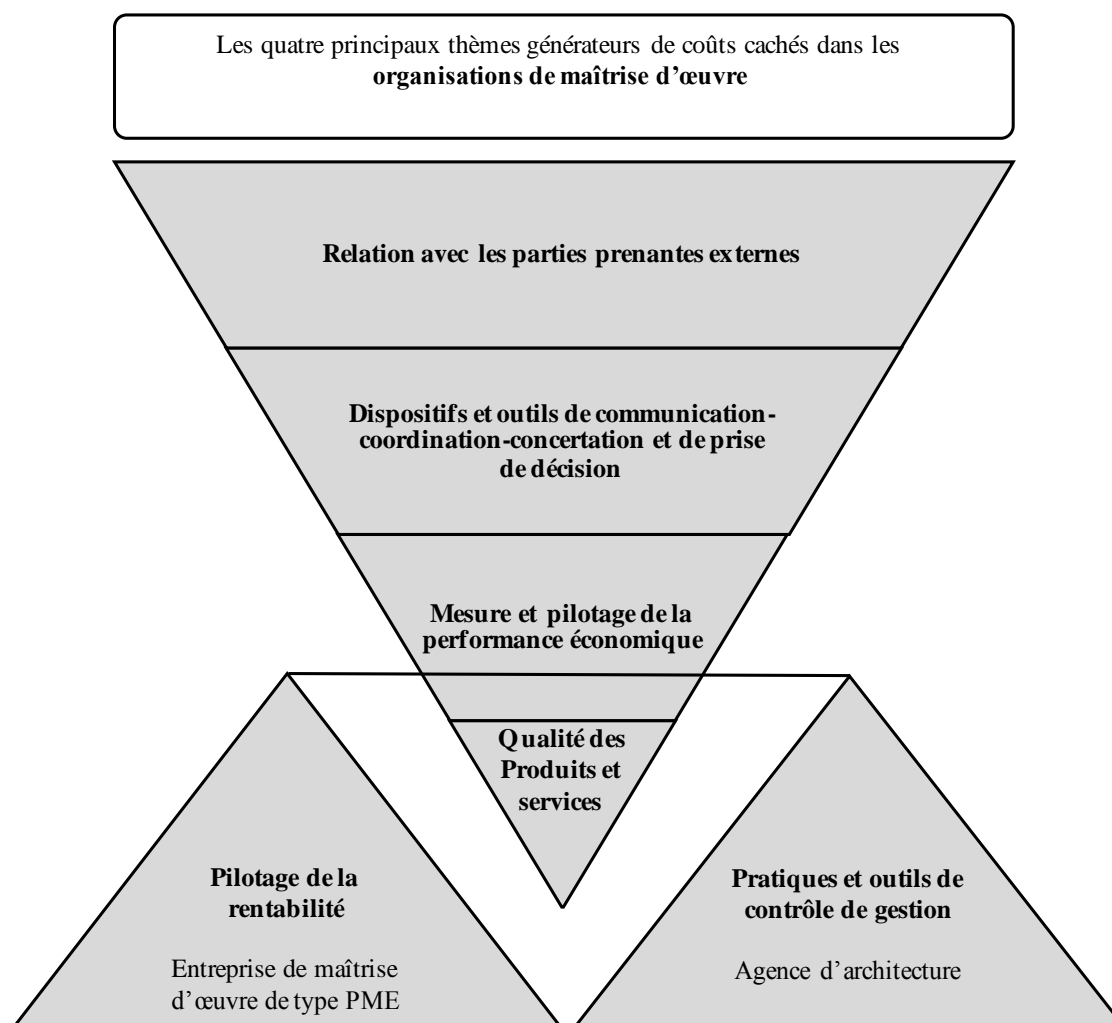 Les quatre principaux thèmes générateurs de coûts cachés dans les
organisations de maîtrise d’œuvre
Relation avec les parties prenantes externes
Dispositifs et outils de communication-
coordination-concertation et de prise
de décision
Mesure et pilotage de la
performance économique
Qualité des
Produits et
services
Pilotage de la
rentabilité
Entreprise de maîtrise
d’œuvre de type PME
Pratiques et outils de
contrôle de gestion
Agence d’architecture